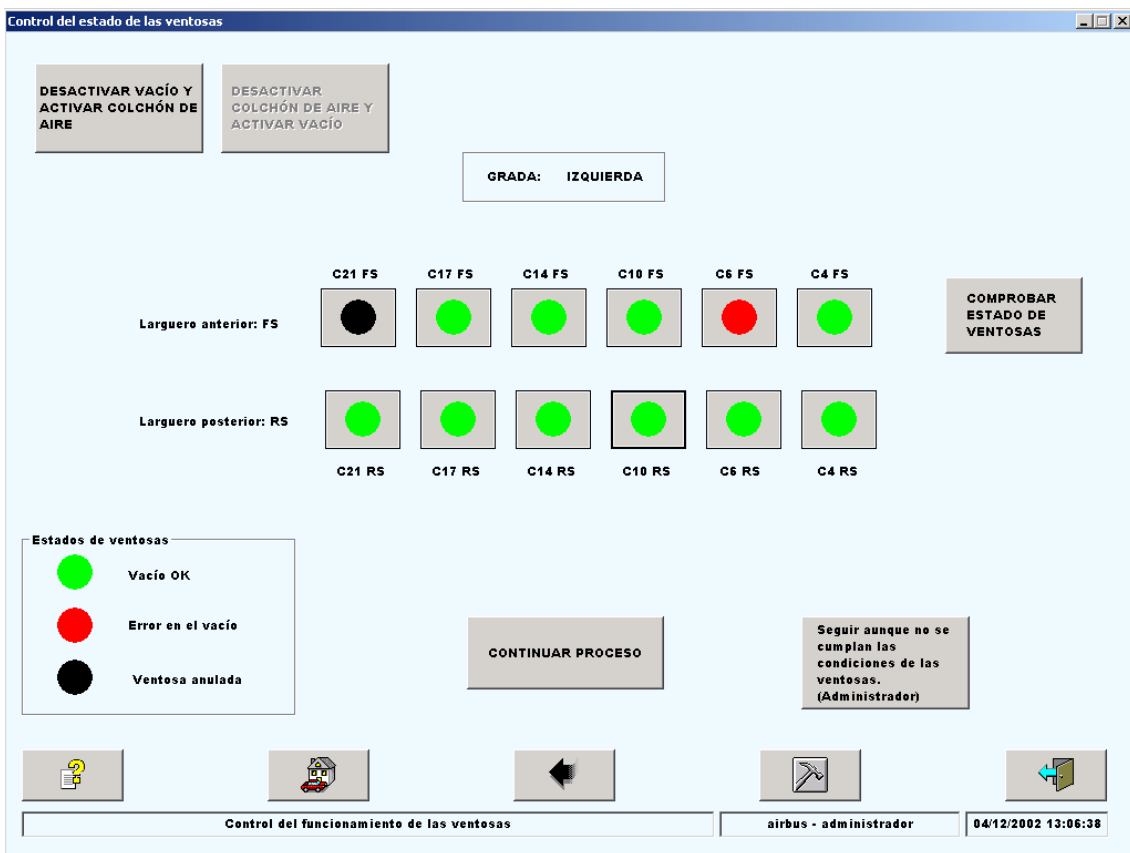 Control del estado de las ventosas
DESACTIVAR VACÍO Y
ACTIVAR COLCHÓN DE
AIRE
DESACTIVAR
COLCHÓN DE AIRE Y
ACTIVAR VACÍO
GRADA: IZQUIERDA
C21 FS C17 FS C14 FS C10 FS C6 FS C4 FS
Larguero anterior: FS
COMPROBAR
ESTADO DE
VENTOSAS
Larguero posterior: RS
C21 RS C17 RS C14 RS C10 RS C6 RS C4 RS
Estados de ventosas
Vacío OK
Error en el vacío
Ventosa anulada
CONTINUAR PROCESO
Seguir aunque no se
cumplan las
condiciones de las
ventosas.
(Administrador)
Control del funcionamiento de las ventosas
airbus - administrador
04/12/2002 13:06:38